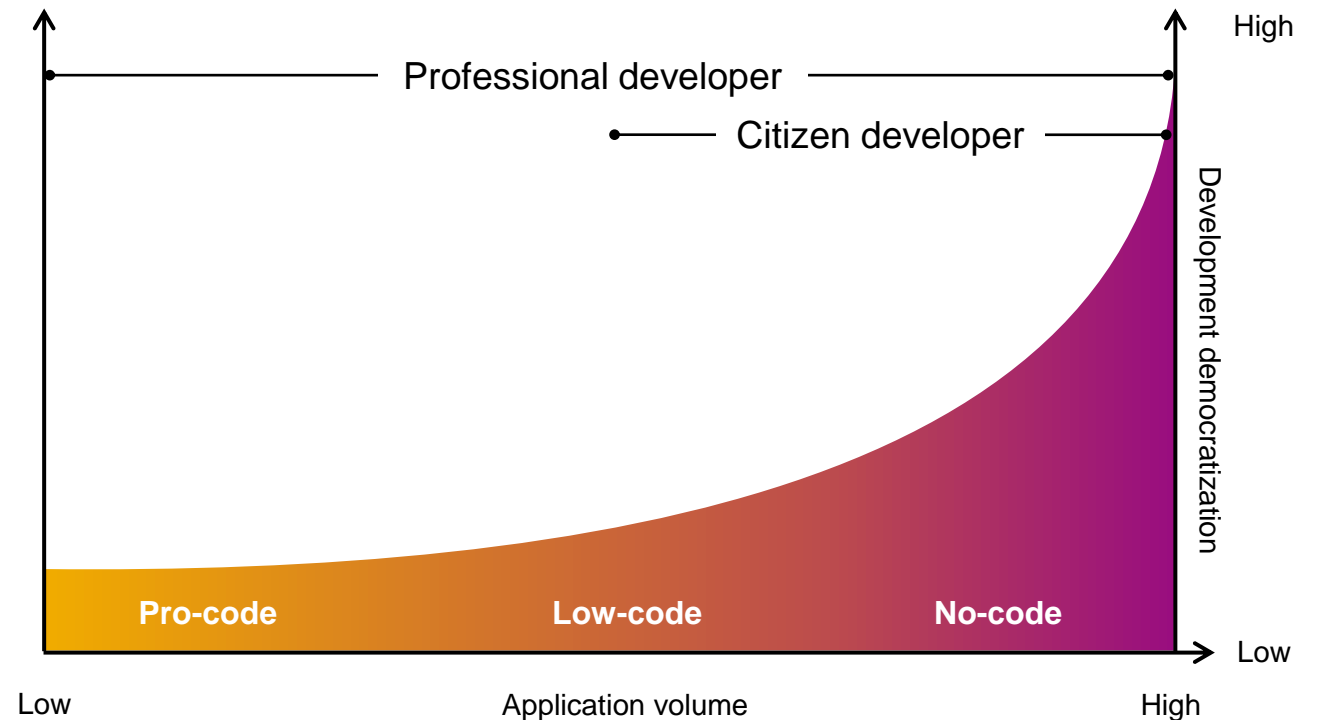 High
Professional developer
Citizen developer
Development democratization
Pro-code
Low-code
No-code
Low
Low
Application volume
High